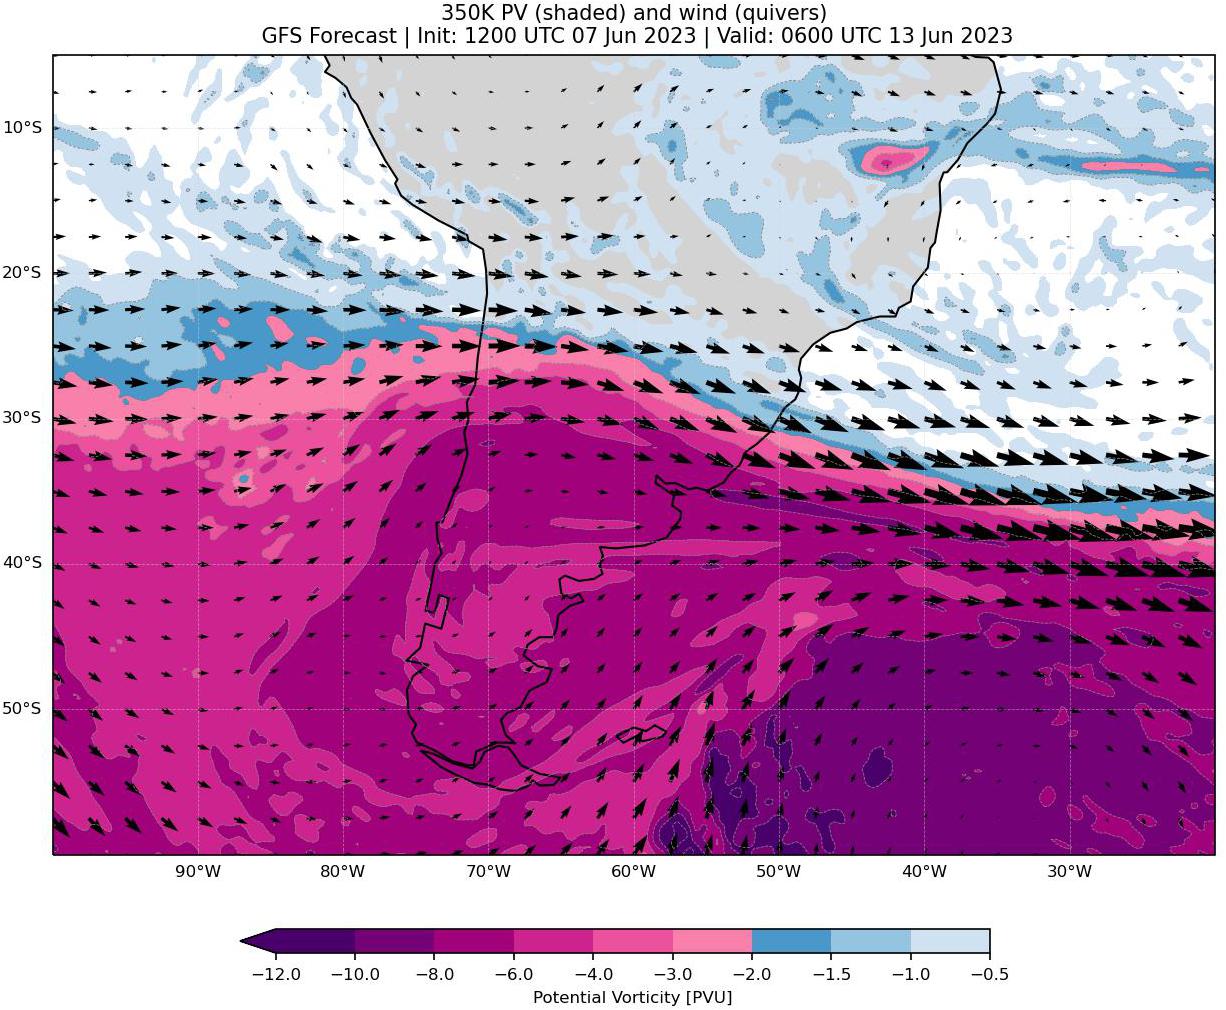 350K PV (shaded) and wind (quivers)
GFS Forecast | Init: 1200 UTC 07 Jun 2023 | Valid: 0600 UTC 13 Jun 2023
10°S
20°S
30°S
40°S
50°S
90°W 80°W 70°W 60°W 50°W 40°W 30°W
−12.0 −10.0 −8.0 −6.0 −4.0 −3.0 −2.0 −1.5 −1.0 −0.5
Potential Vorticity [PVU]